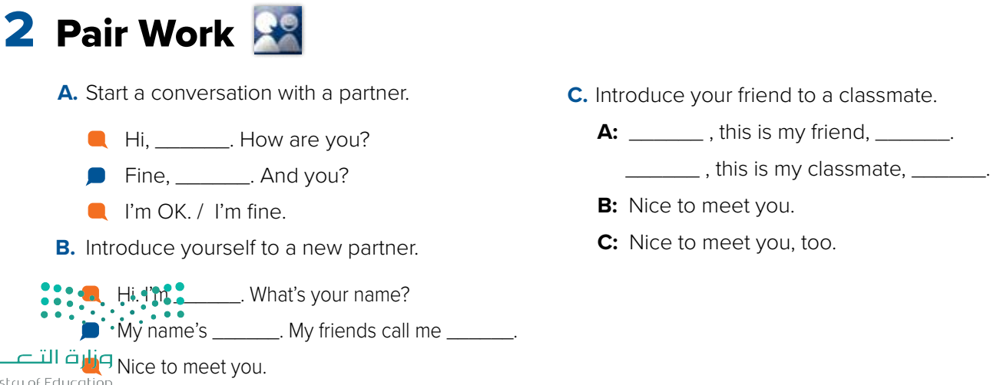 2 Pair Work
A. Start a conversation with a partner.
Hi, _______. How are you?
Fine, _______. And you?
I'm OK. / I'm fine.
B. Introduce yourself to a new partner.
Hi. I'm _______. What's your name?
My name's _______. My friends call me _______.
Nice to meet you.
C. Introduce your friend to a classmate.
A: _______ , this is my friend, _______.
_______ , this is my classmate, _______.
B: Nice to meet you.
C: Nice to meet you, too.
وزارة
of Education